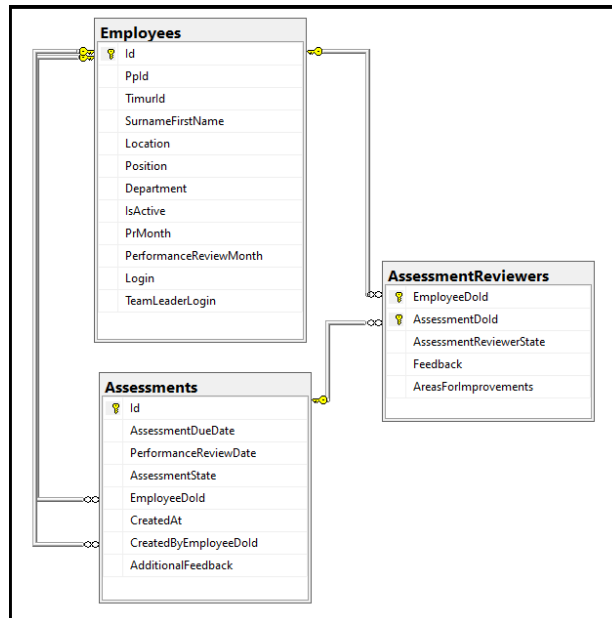 Employees
Id
PpId
TimurId
SurnameFirstName
Location
Position
Department
IsActive
PrMonth
PerformanceReviewMonth
Login
TeamLeaderLogin
AssessmentReviewers
EmployeeDoId
AssessmentDoId
AssessmentReviewerState
Feedback
AreasForImprovements
Assessments
Id
AssessmentDueDate
PerformanceReviewDate
AssessmentState
EmployeeDoId
CreatedAt
CreatedByEmployeeDoId
AdditionalFeedback